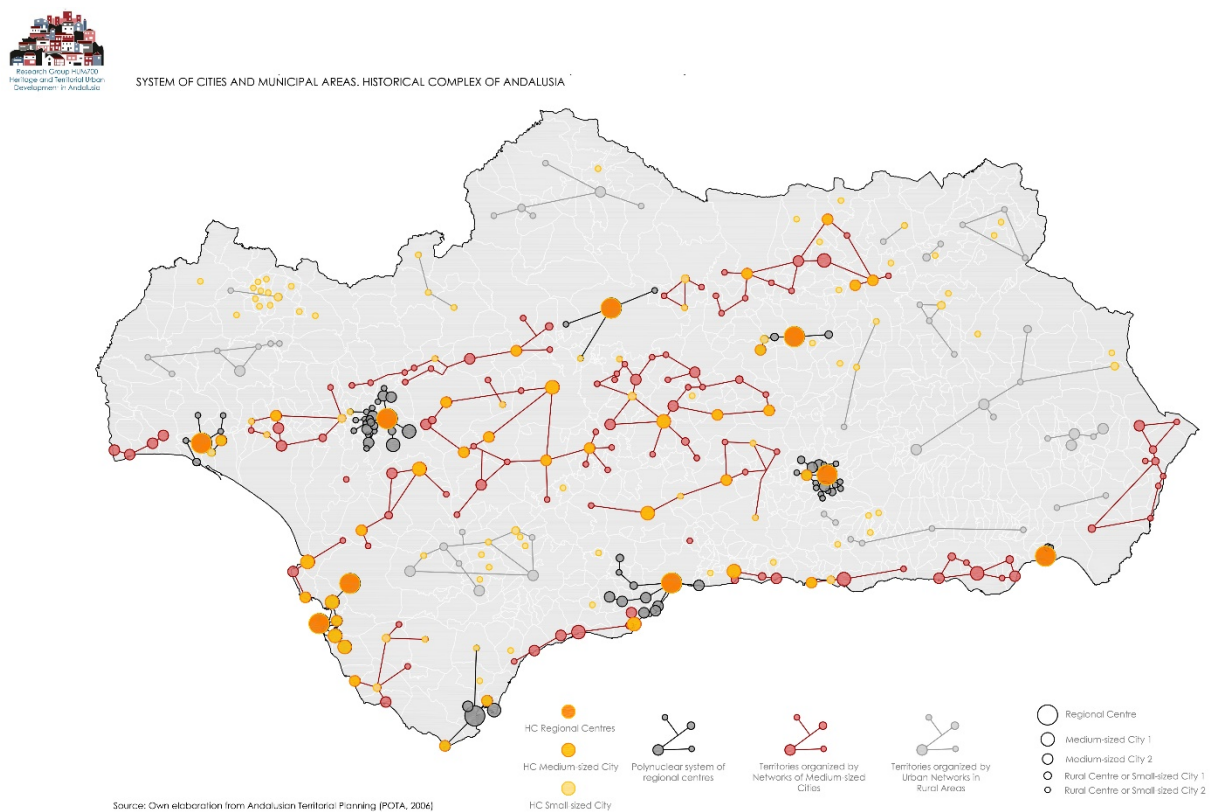 Research Group HUM700
Heritage and Territorial Urban
Development in Andalusia
SYSTEM OF CITIES AND MUNICIPAL AREAS. HISTORICAL COMPLEX OF ANDALUSIA
HC Regional Centres
HC Medium-sized City
HC Small-sized City
Polynuclear system of
regional centres
Territories organized by
Networks of Medium-sized
Cities
Territories organized by
Urban Networks in
Rural Areas
Regional Centre
Medium-sized City 1
Medium-sized City 2
Rural Centre or Small-sized City 1
Rural Centre or Small-sized City 2
Source: Own elaboration from Andalusian Territorial Planning (POTA, 2006)